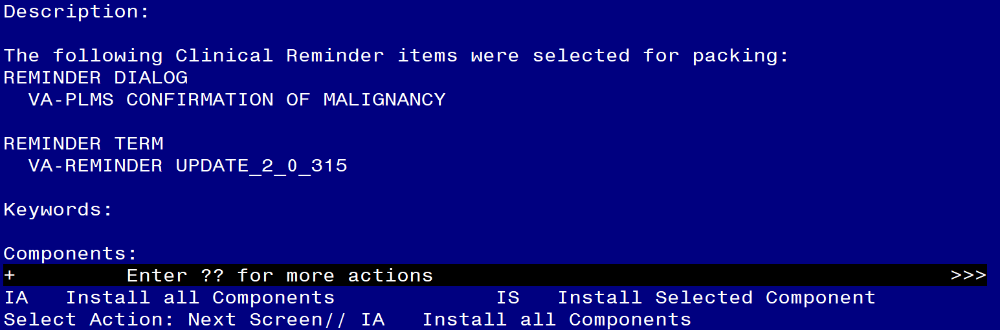 Description:
The following Clinical Reminder items were selected for packing:
REMINDER DIALOG
VA-PLMS CONFIRMATION OF MALIGNANCY
REMINDER TERM
VA-REMINDER UPDATE_2_0_315
Keywords:
Components:
+ Enter ?? for more actions >>>
IA Install all Components IS Install Selected Component
Select Action: Next Screen// IA Install all Components